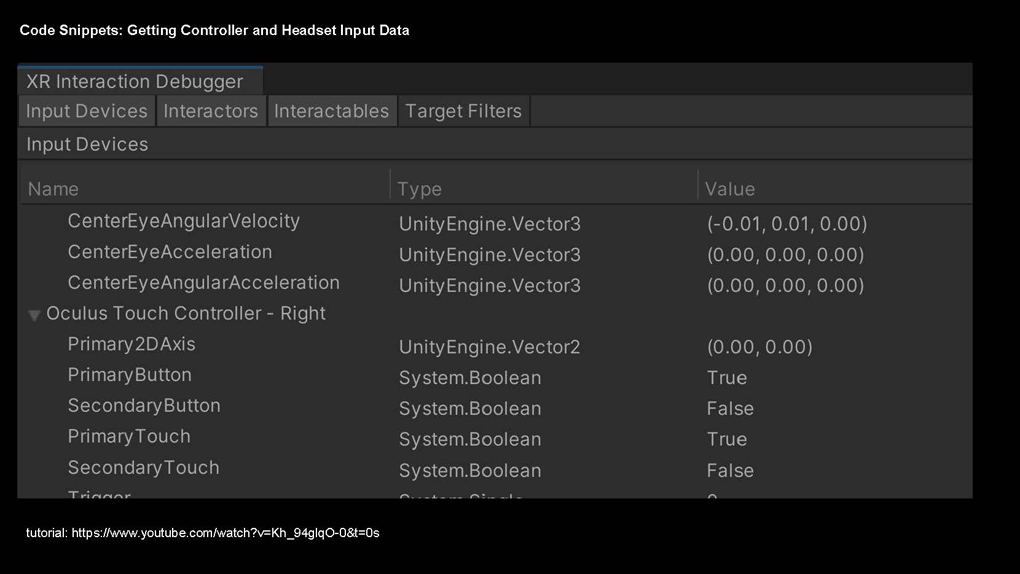 Code Snippets: Getting Controller and Headset Input Data
XR Interaction Debugger
Input Devices Interactors Interactables Target Filters
Input Devices
Name Type Value
CenterEyeAngularVelocity UnityEngine.Vector3 (-0.01, 0.01, 0.00)
CenterEyeAcceleration UnityEngine.Vector3 (0.00, 0.00, 0.00)
CenterEyeAngularAcceleration UnityEngine.Vector3 (0.00, 0.00, 0.00)
Oculus Touch Controller - Right
Primary2DAxis UnityEngine.Vector2 (0.00, 0.00)
PrimaryButton System.Boolean True
SecondaryButton System.Boolean False
PrimaryTouch System.Boolean True
SecondaryTouch System.Boolean False
Trigger System.Single 0
tutorial: https://www.youtube.com/watch?v=Kh_94glqO-0&t=0s